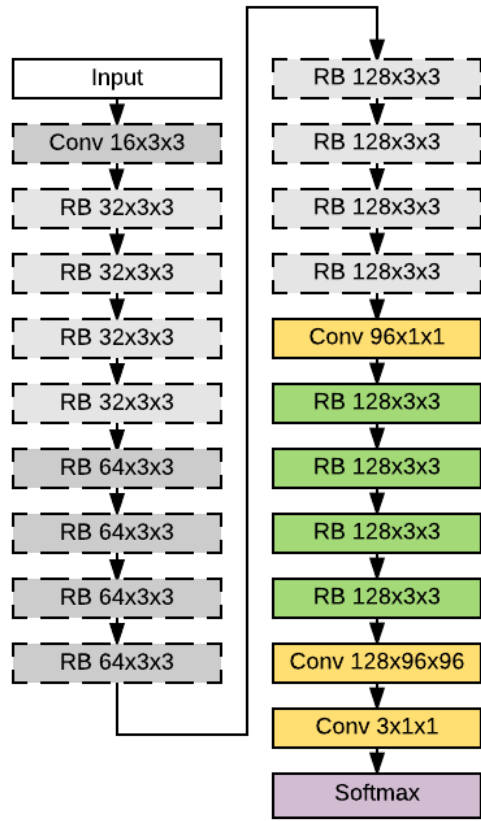 Input
Conv 16x3x3
RB 32x3x3
RB 32x3x3
RB 32x3x3
RB 32x3x3
RB 64x3x3
RB 64x3x3
RB 64x3x3
RB 64x3x3
RB 128x3x3
RB 128x3x3
RB 128x3x3
RB 128x3x3
Conv 96x1x1
RB 128x3x3
RB 128x3x3
RB 128x3x3
RB 128x3x3
Conv 128x96x96
Conv 3x1x1
Softmax